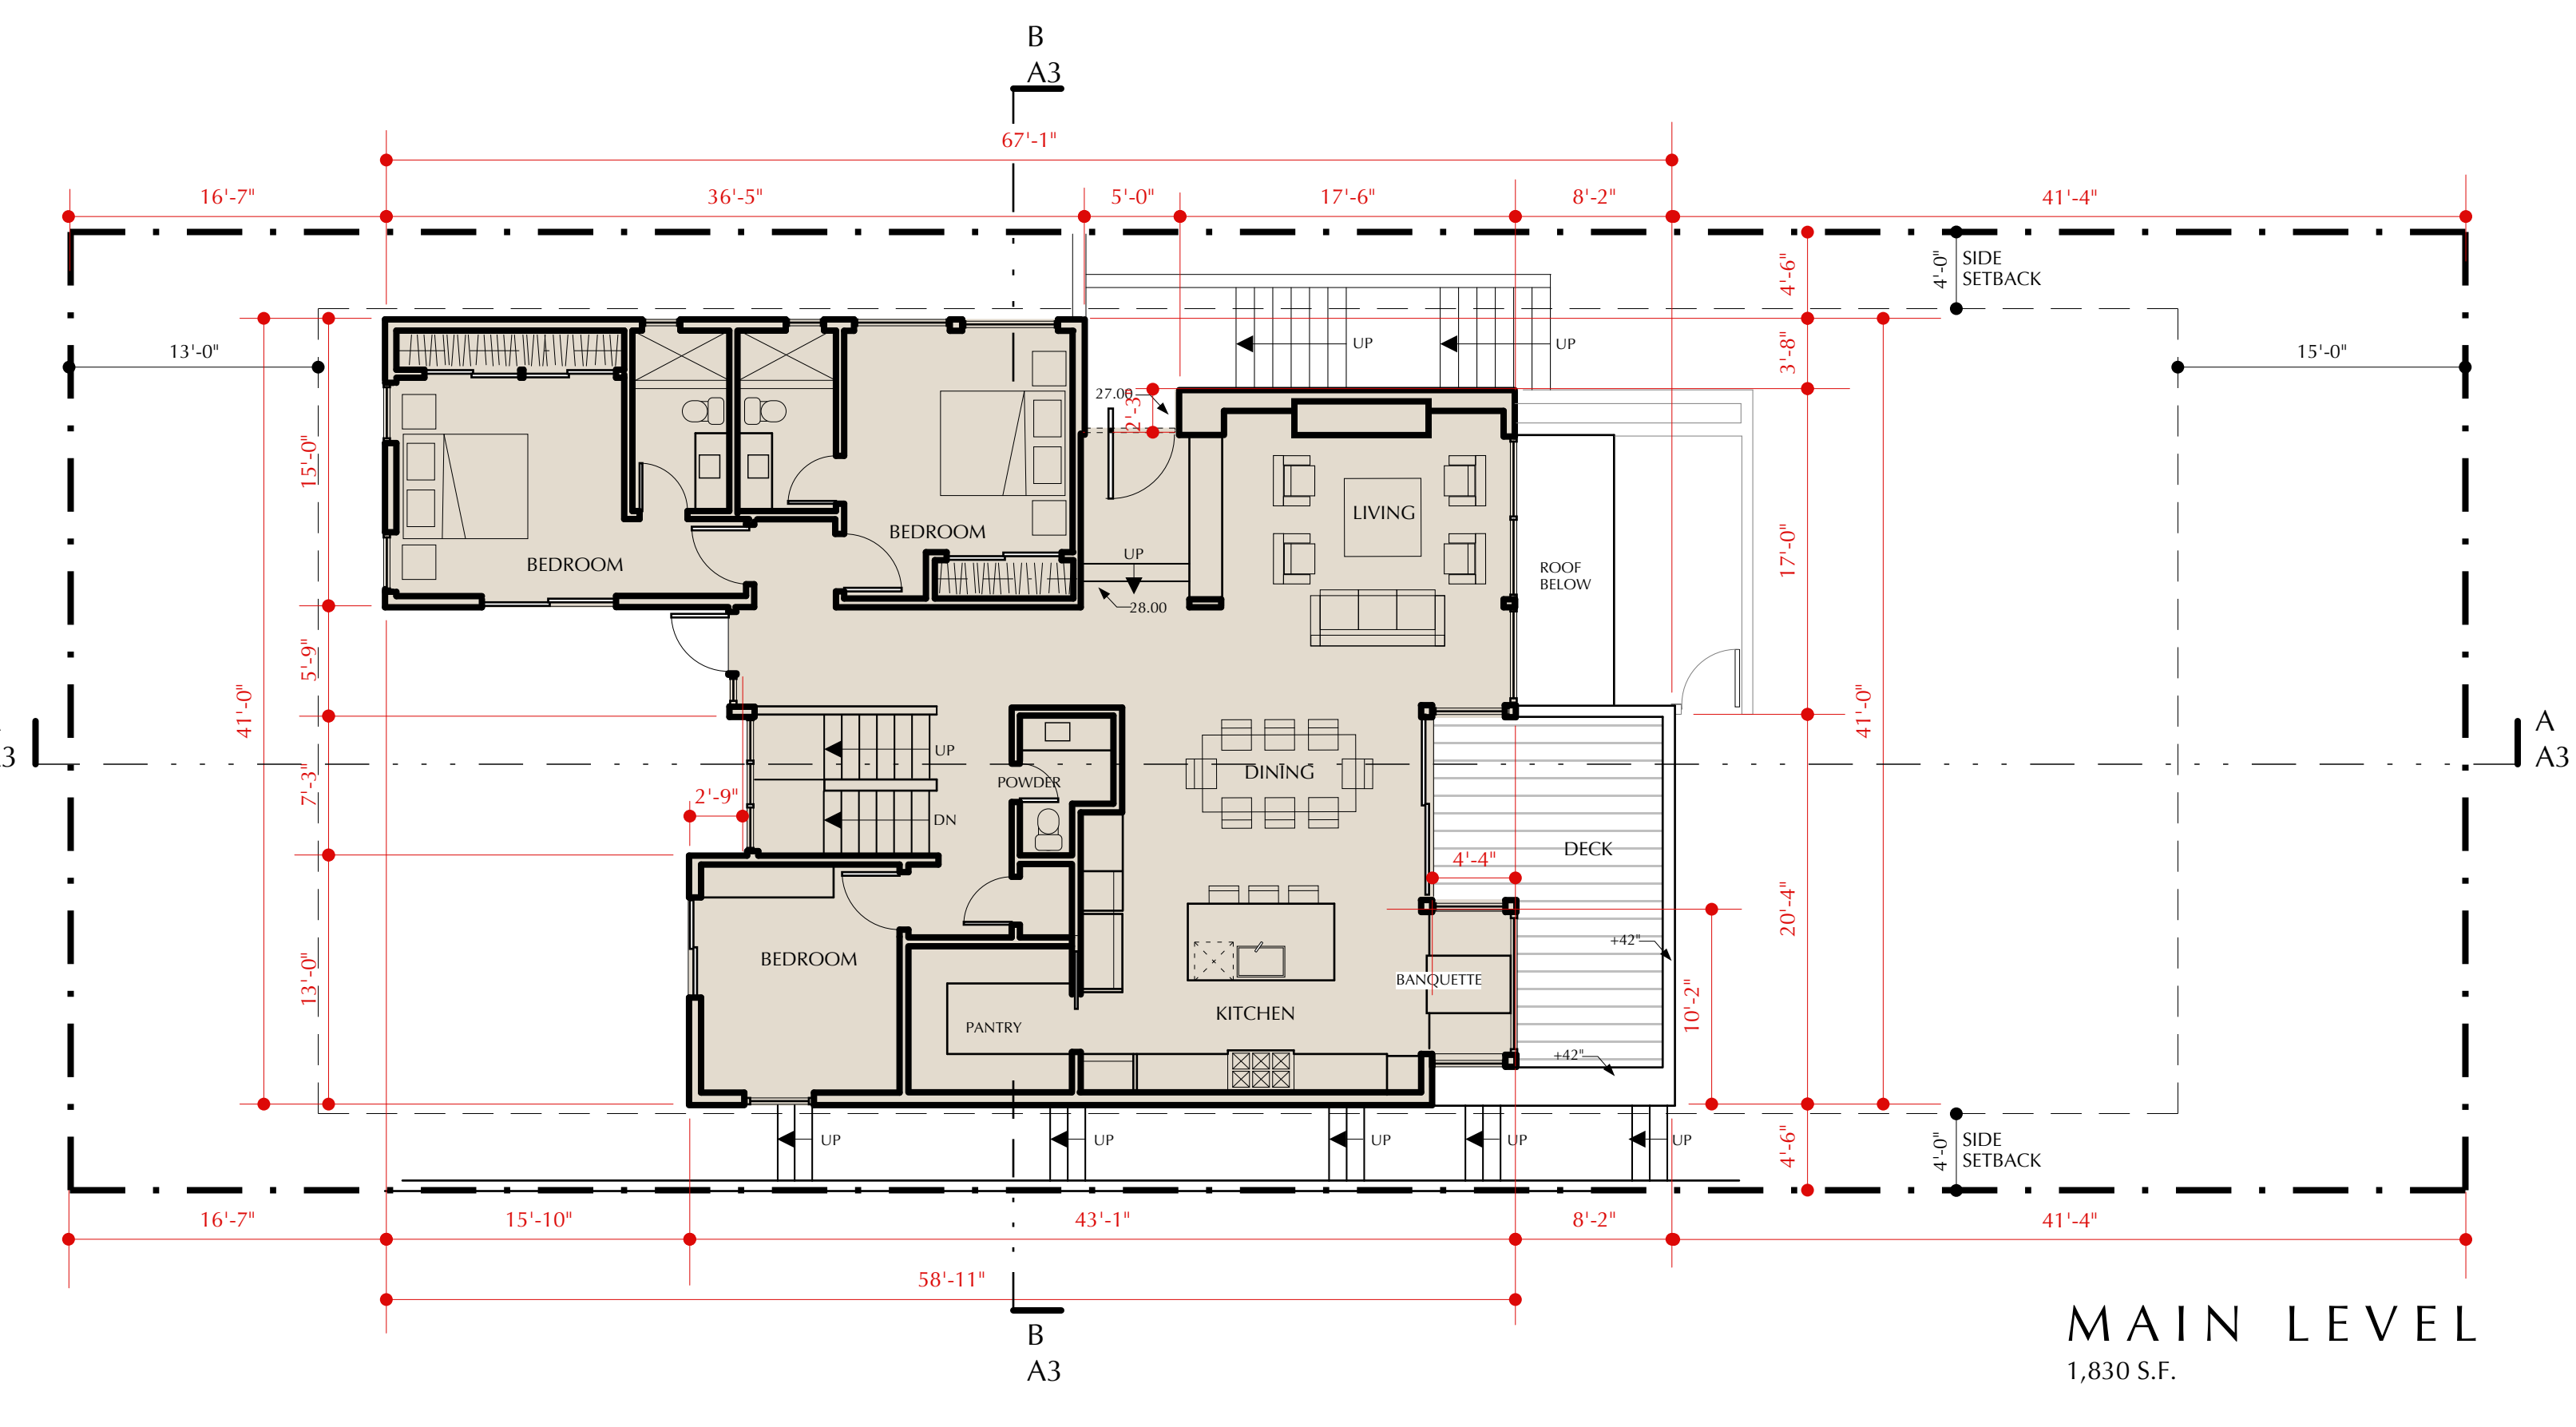 B
A3
67'-1"
16'-7"
36'-5"
5'-0"
17'-6"
8'-2"
41'-4"
4'-6"
4'-0"
SIDE
SETBACK
UP
UP
3'-8"
13'-0"
15'-0"
27.00
2'-3
15'-0"
LIVING
BEDROOM
BEDROOM
UP
28.00
17'-0"
ROOF
BELOW
5'-9"
41'-0"
41'-0"
A
A3
3
UP
POWDER
DINING
7'-3"
2'-9"
DN
DECK
4'-4"
20'-4"
+42"
BEDROOM
BANQUETTE
13'-0"
10'-2"
KITCHEN
PANTRY
+42"
UP
UP
UP
UP
UP
4'-6"
4'-0"
SIDE
SETBACK
16'-7"
15'-10"
43'-1"
8'-2"
41'-4"
58'-11"
B
A3
MAIN LEVEL
1,830 S.F.